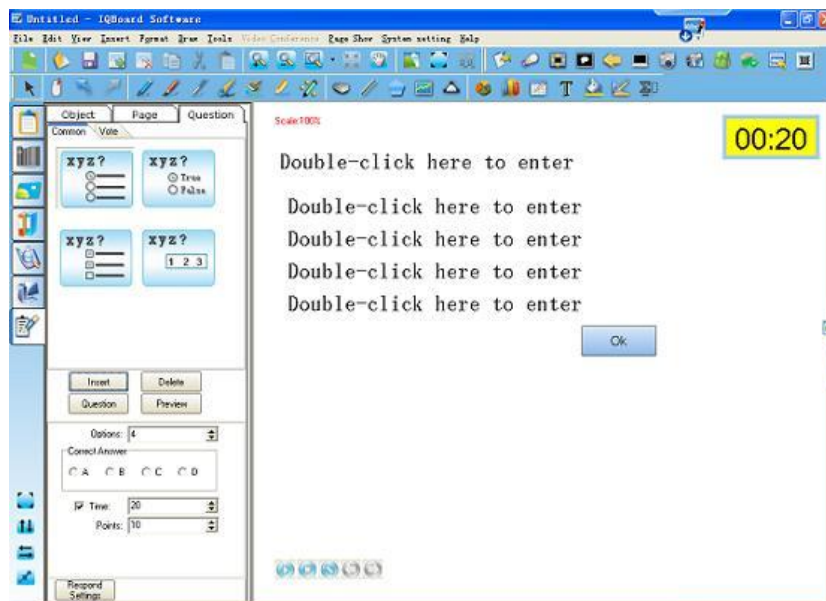 Untitled - IQBoard Software
File Edit View Insert Format Draw Tools Video Conference Page Show System setting Help
Object Page Question
Common Vote
Scale:100%
00:20
xyz? xyz?
True
False
xyz? xyz?
1 2 3
Double-click here to enter
Double-click here to enter
Double-click here to enter
Double-click here to enter
Double-click here to enter
Ok
Insert Delete
Question Preview
Options: 4
Correct Answer
A B C D
Time: 20
Points: 10
Respond
Settings